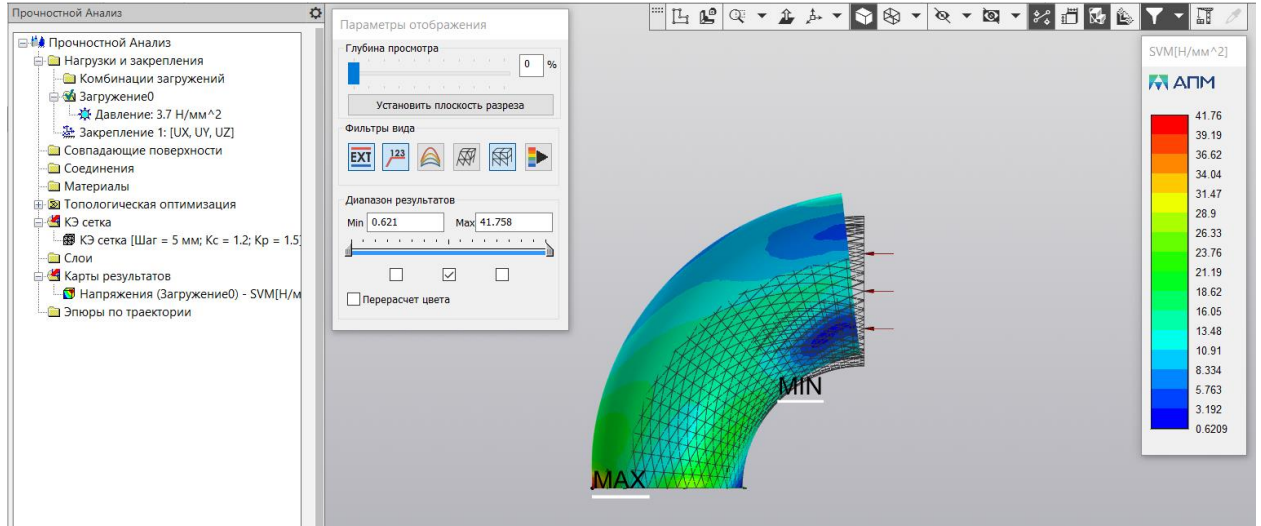 Прочностной Анализ
Прочностной Анализ
Нагрузки и закрепления
Комбинации загружений
Загружение0
Давление: 3.7 Н/мм^2
Закрепление 1: [UX, UY, UZ]
Совпадающие поверхности
Соединения
Материалы
Топологическая оптимизация
КЭ сетка
КЭ сетка [Шаг = 5 мм; Кс = 1.2; Кр = 1.5]
Слои
Карты результатов
Напряжения (Загружение0) - SVM[Н/м
Эпюры по траектории
Параметры отображения
Глубина просмотра
0 %
Установить плоскость разреза
Фильтры вида
EXT 123
Диапазон результатов
Min 0.621 Max 41.758
Перерасчет цвета
MIN
MAX
SVM[Н/мм^2]
АПМ
41.76
39.19
36.62
34.04
31.47
28.9
26.33
23.76
21.19
18.62
16.05
13.48
10.91
8.334
5.763
3.192
0.6209